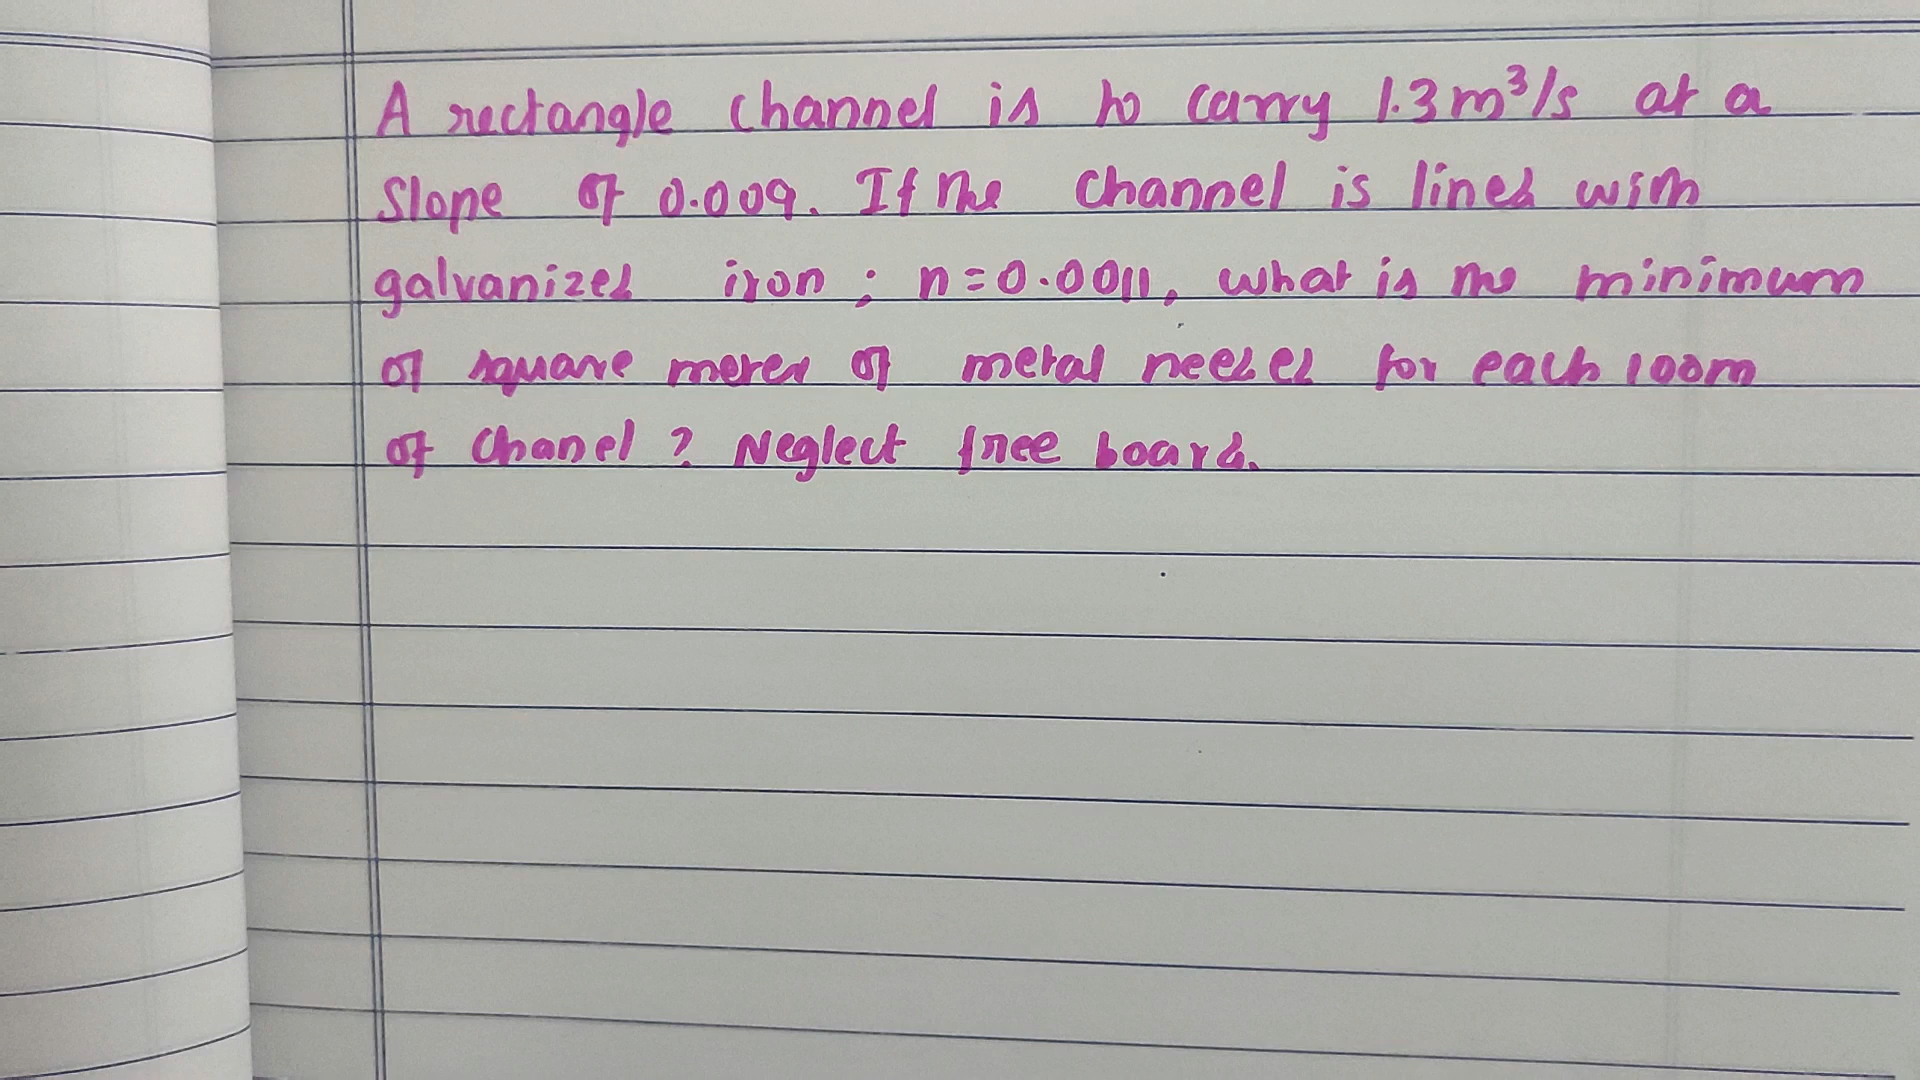 A rectangle channel is to carry 1.3m³/s at a
slope of 0.009. If the channel is lined with
galvanized iron ; n=0.0011, what is the minimum
of square meter of metal needed for each 100m
of chanel ? Neglect free board.